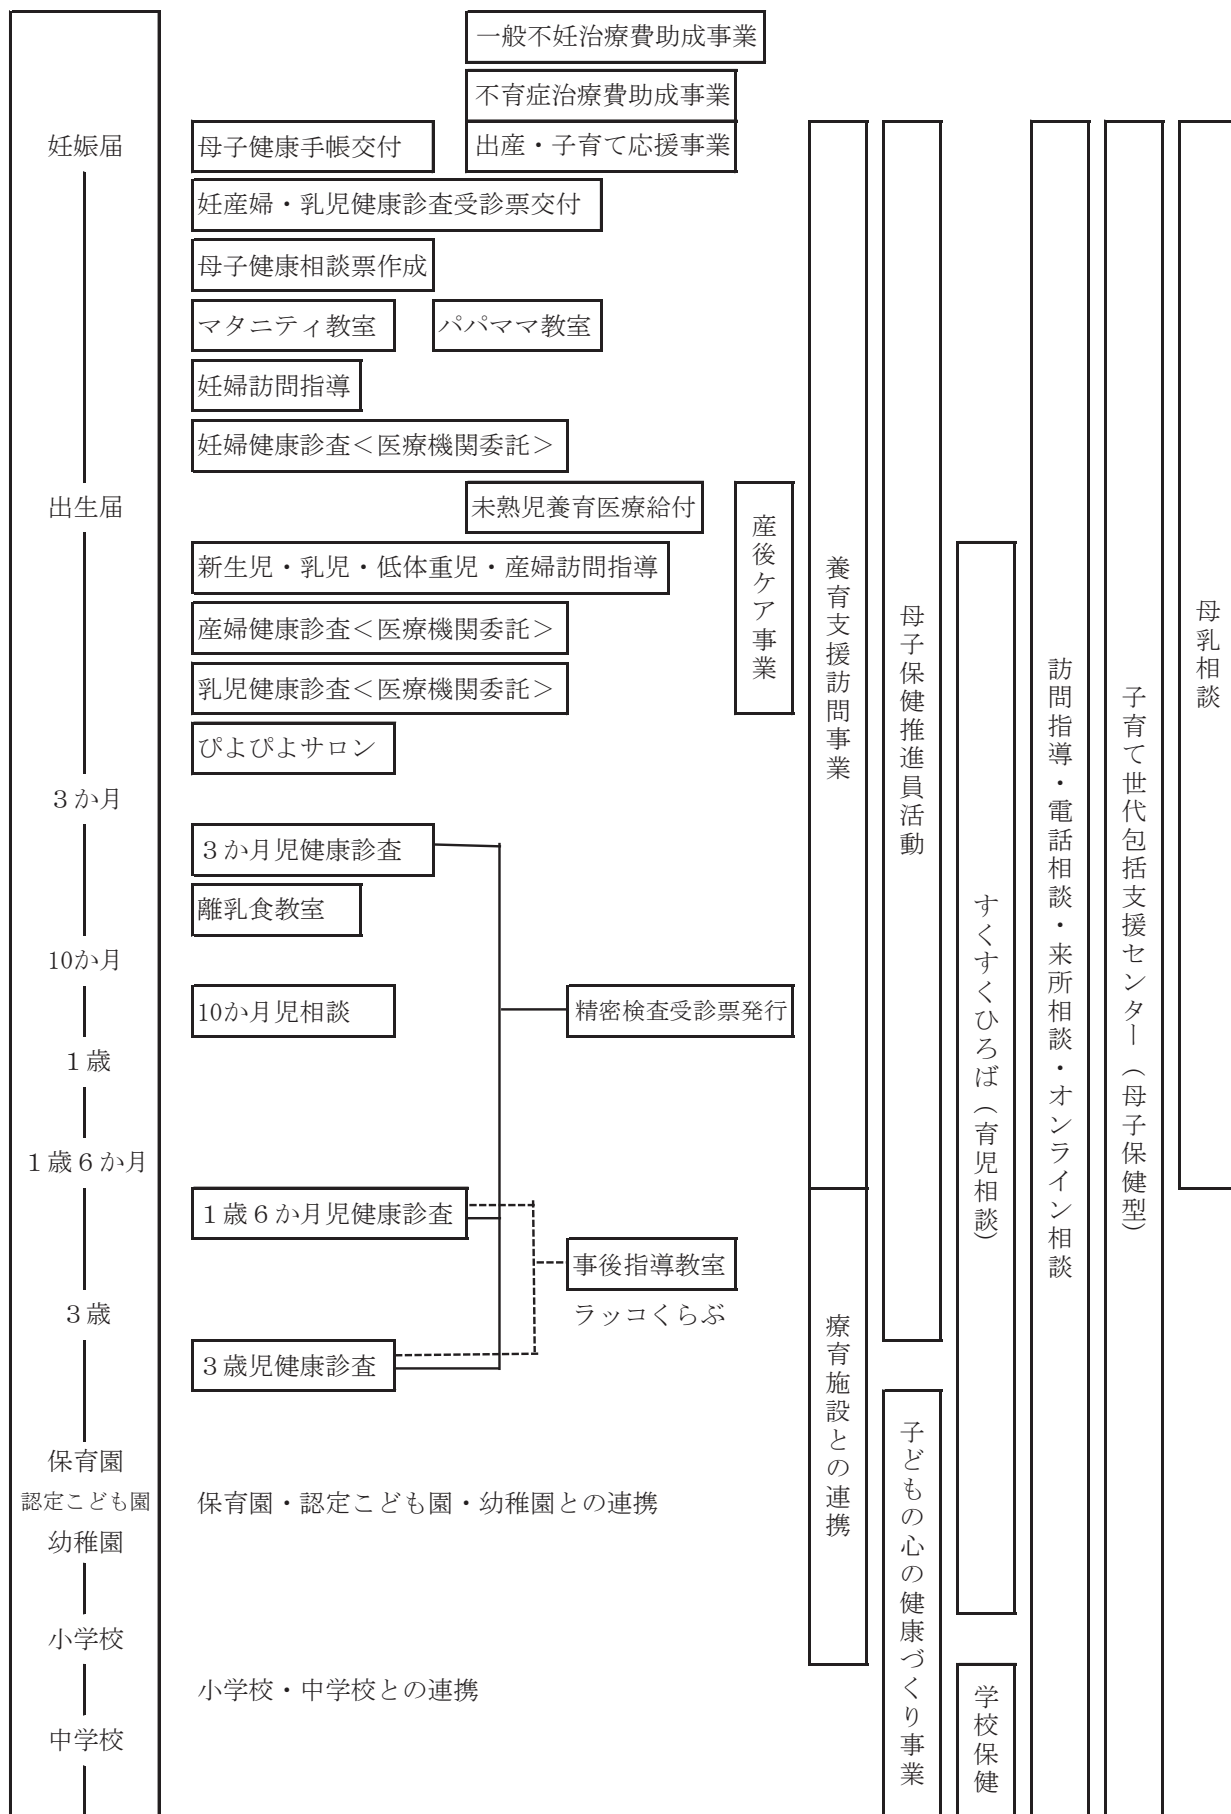 一般不妊治療費助成事業
不育症治療費助成事業
妊娠届
母子健康手帳交付
出産・子育て応援事業
妊産婦・乳児健康診査受診票交付
母子健康相談票作成
マタニティ教室
パパママ教室
妊婦訪問指導
妊婦健康診査＜医療機関委託＞
出生届
未熟児養育医療給付
新生児・乳児・低体重児・産婦訪問指導
産婦健康診査＜医療機関委託＞
乳児健康診査＜医療機関委託＞
ぴよぴよサロン
産後ケア事業
３か月
３か月児健康診査
離乳食教室
10か月
10か月児相談
精密検査受診票発行
１歳
１歳６か月
１歳６か月児健康診査
事後指導教室
ラッコくらぶ
３歳
３歳児健康診査
保育園
認定こども園
幼稚園
保育園・認定こども園・幼稚園との連携
小学校
小学校・中学校との連携
中学校
養育支援訪問事業
療育施設との連携
母子保健推進員活動
子どもの心の健康づくり事業
すくすくひろば（育児相談）
学校保健
訪問指導・電話相談・来所相談・オンライン相談
子育て世代包括支援センター（母子保健型）
母乳相談